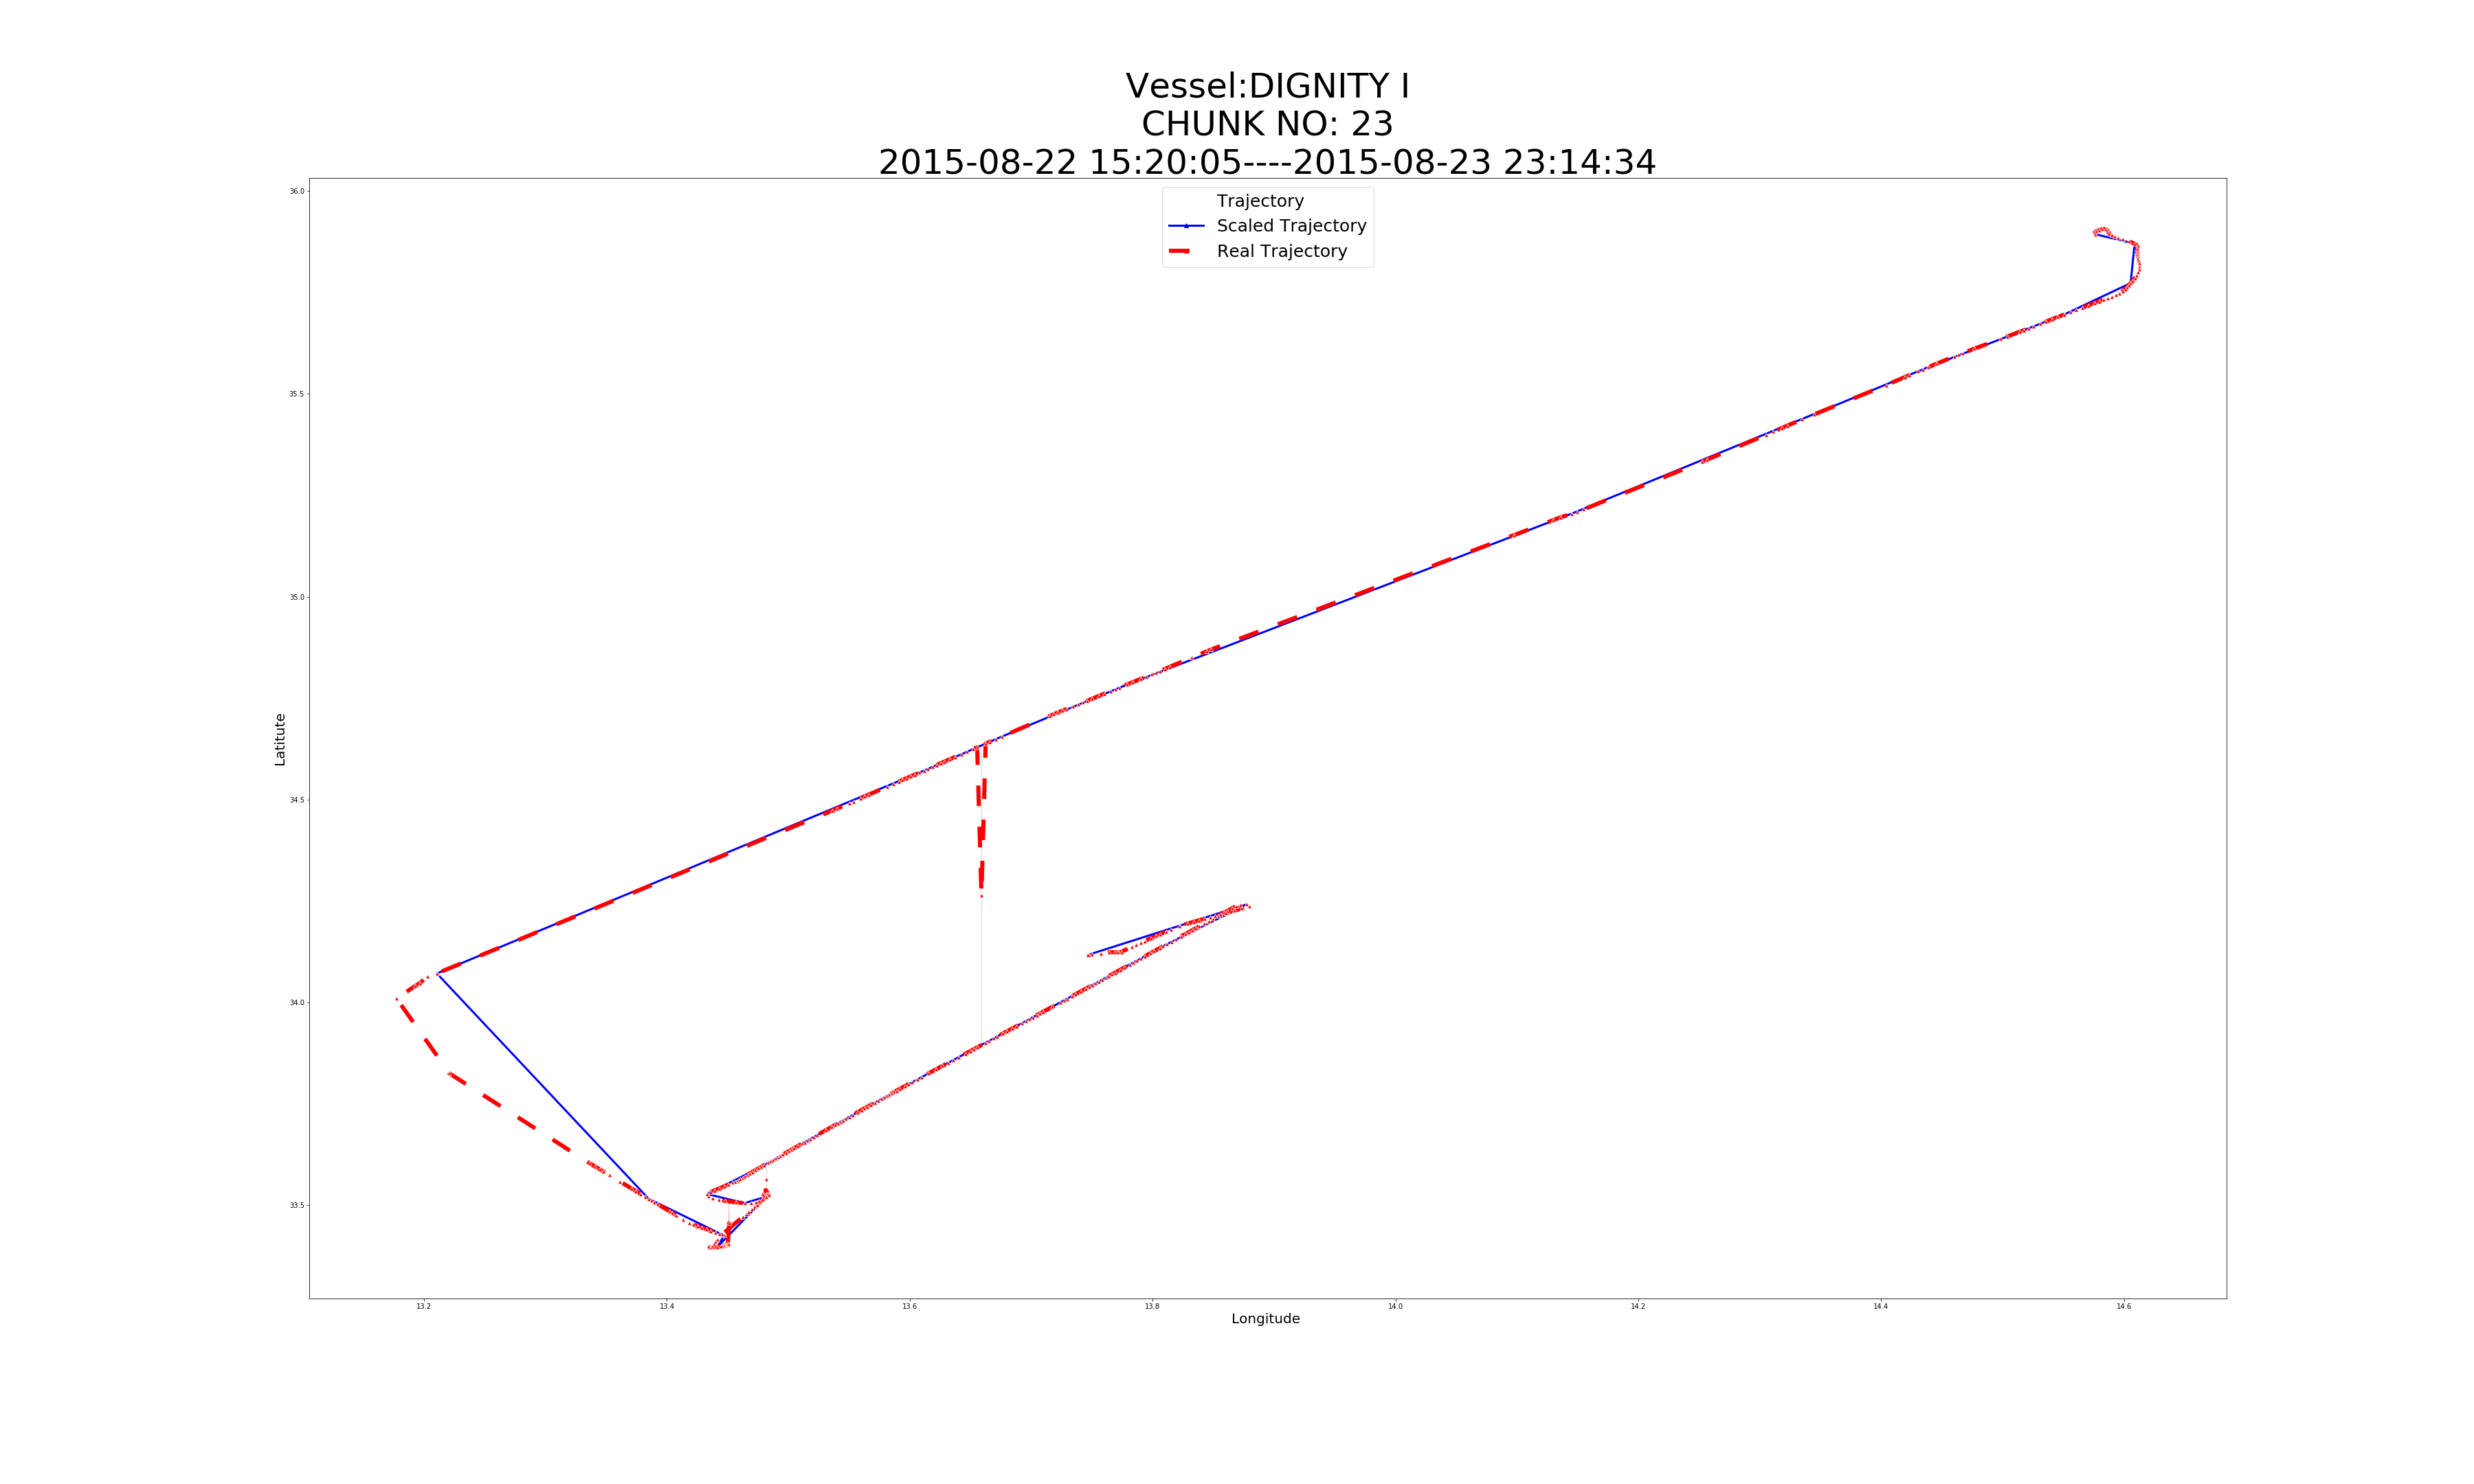 Vessel:DIGNITY I
CHUNK NO: 23
2015-08-22 15:20:05----2015-08-23 23:14:34
Trajectory
Scaled Trajectory
Real Trajectory
36.0
35.5
35.0
34.5
34.0
33.5
Latitute
13.2 13.4 13.6 13.8 14.0 14.2 14.4 14.6
Longitude